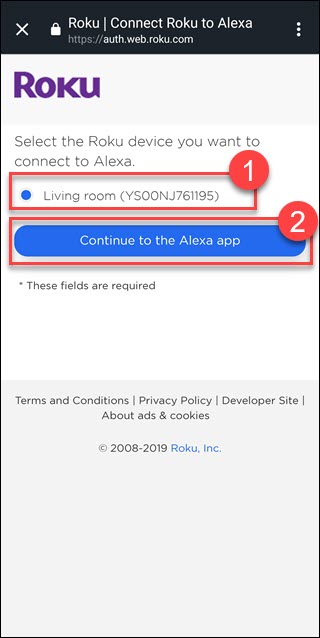 Roku | Connect Roku to Alexa
https://auth.web.roku.com
Roku
Select the Roku device you want to
connect to Alexa.
1
Living room (YS00NJ761195)
2
Continue to the Alexa app
* These fields are required
Terms and Conditions | Privacy Policy | Developer Site |
About ads & cookies
© 2008-2019 Roku, Inc.